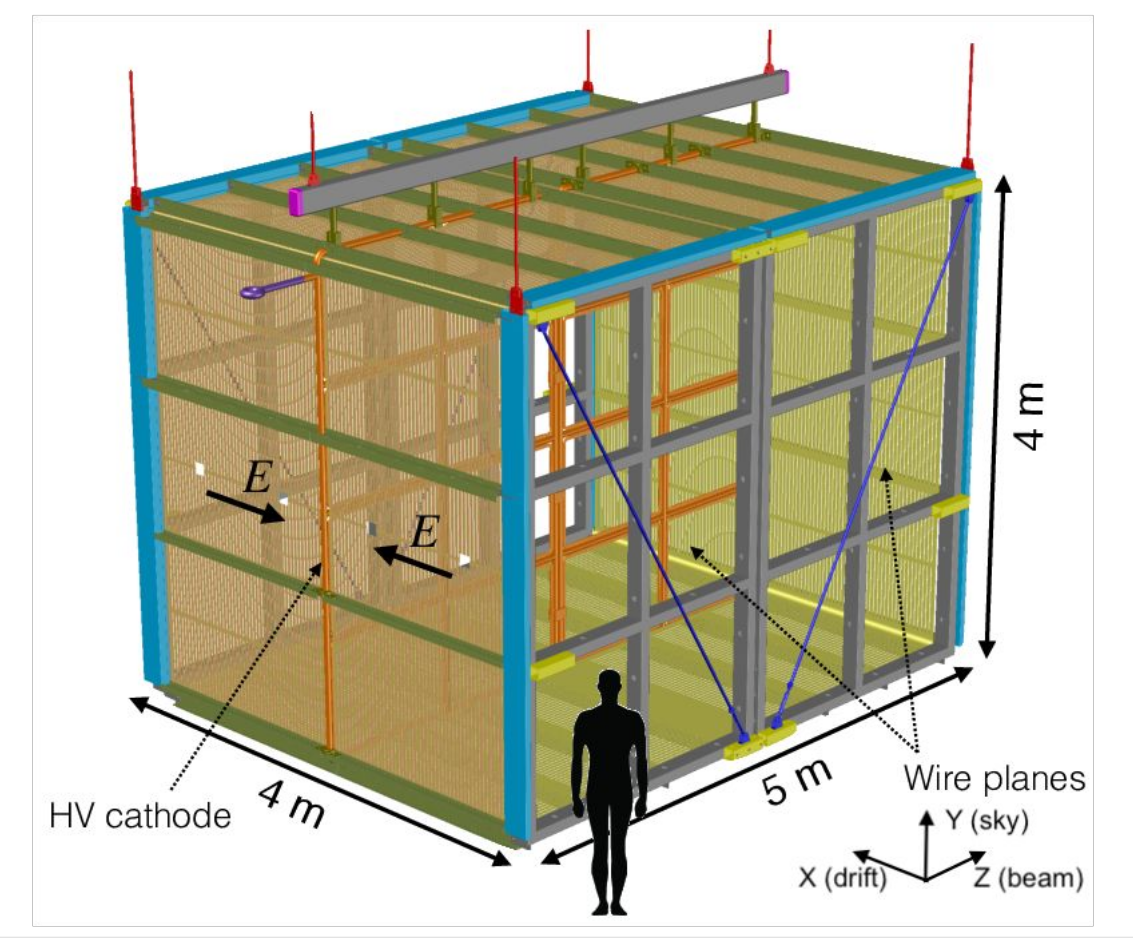 4 m
E
E
HV cathode
4 m
5 m
Wire planes
Y (sky)
X (drift)
Z (beam)